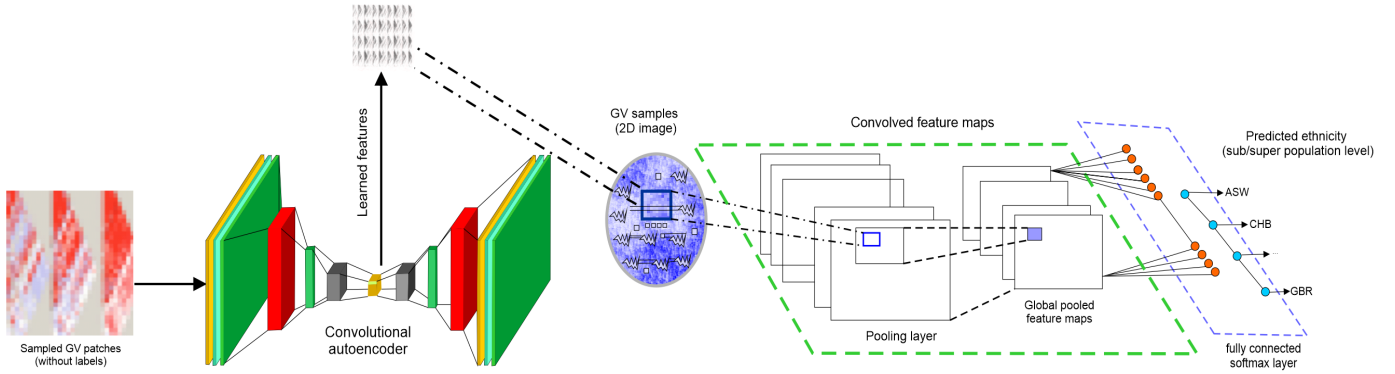 Learned features
GV samples
(2D image)
Convolved feature maps
Predicted ethnicity
(sub/super population level)
ASW
CHB
...
GBR
Sampled GV patches
(without labels)
Convolutional
autoencoder
Pooling layer
Global pooled
feature maps
fully connected
softmax layer